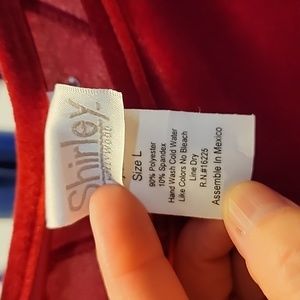 Shirley
Hollywood
Size L
90% Polyester
10% Spandex
Hand Wash Cold Water
Like Colors No Bleach
Line Dry
R.N.#16225
Assemble In Mexico